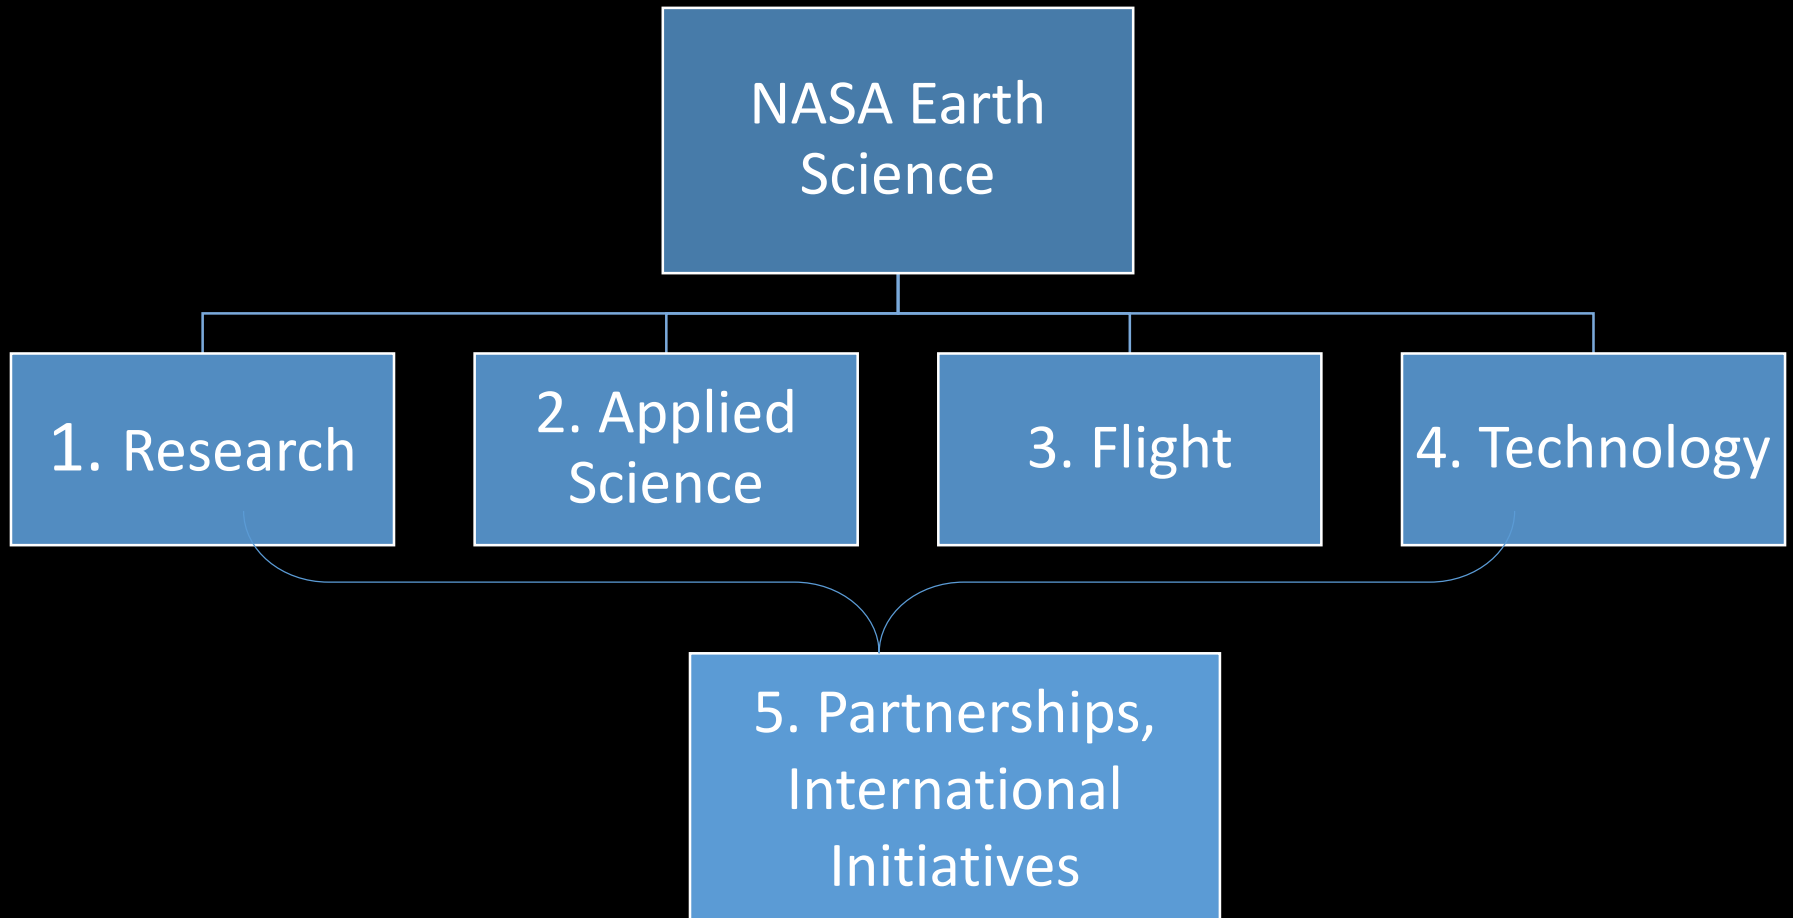 NASA Earth
Science
1. Research
2. Applied
Science
3. Flight
4. Technology
5. Partnerships,
International
Initiatives